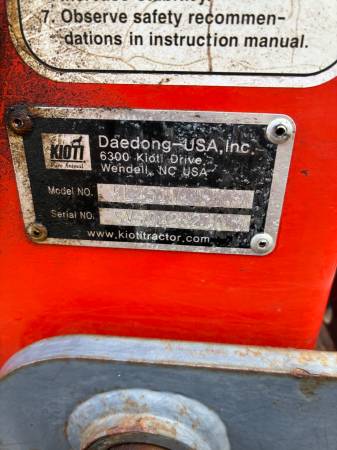 7. Observe safety recommen-
dations in instruction manual.
KIOTI
Daedong-USA, Inc.
6300 Kioti Drive
Wendell, NC USA
Model NO.
Serial NO.
www.kiotitractor.com